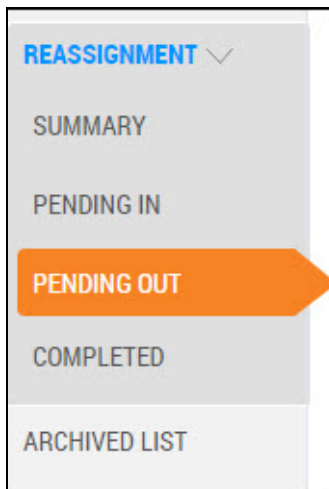 REASSIGNMENT
SUMMARY
PENDING IN
PENDING OUT
COMPLETED
ARCHIVED LIST